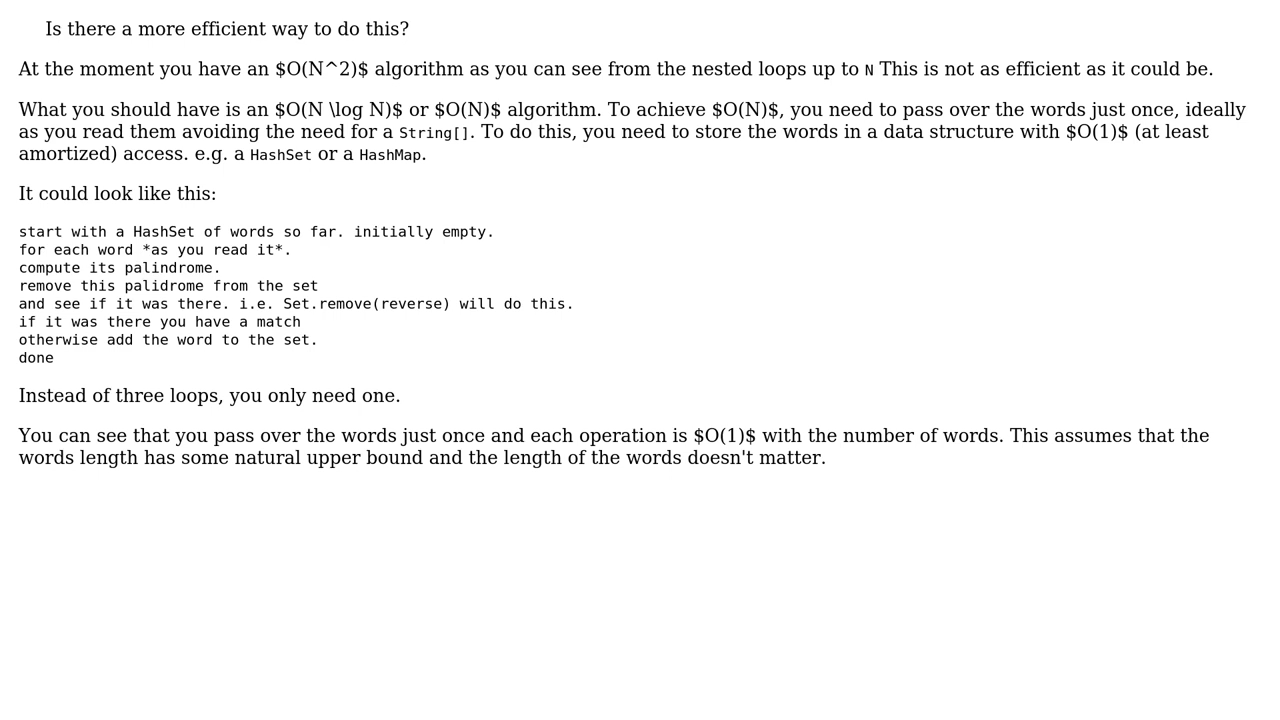 Is there a more efficient way to do this?
At the moment you have an $O(N^2)$ algorithm as you can see from the nested loops up to N This is not as efficient as it could be.
What you should have is an $O(N \log N)$ or $O(N)$ algorithm. To achieve $O(N)$, you need to pass over the words just once, ideally
as you read them avoiding the need for a String[]. To do this, you need to store the words in a data structure with $O(1)$ (at least
amortized) access. e.g. a HashSet or a HashMap.
It could look like this:
start with a HashSet of words so far. initially empty.
for each word *as you read it*.
compute its palindrome.
remove this palidrome from the set
and see if it was there. i.e. Set.remove(reverse) will do this.
if it was there you have a match
otherwise add the word to the set.
done
Instead of three loops, you only need one.
You can see that you pass over the words just once and each operation is $O(1)$ with the number of words. This assumes that the
words length has some natural upper bound and the length of the words doesn't matter.